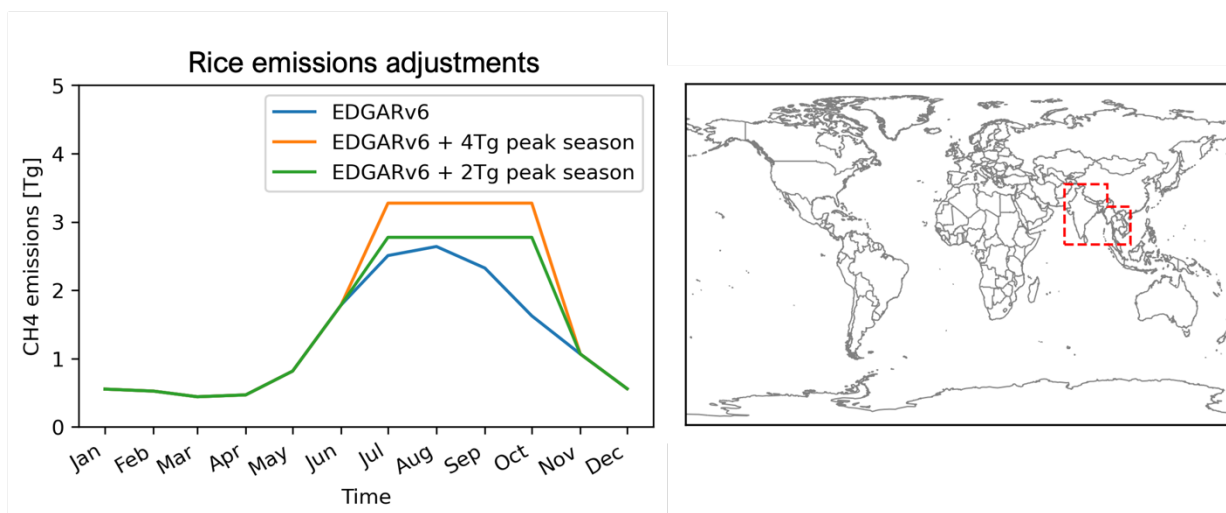 Rice emissions adjustments
CH4 emissions [Tg]
5
4
3
2
1
0
EDGARv6
EDGARv6 + 4Tg peak season
EDGARv6 + 2Tg peak season
Jan
Feb
Mar
Apr
May
Jun
Jul
Aug
Sep
Oct
Nov
Dec
Time